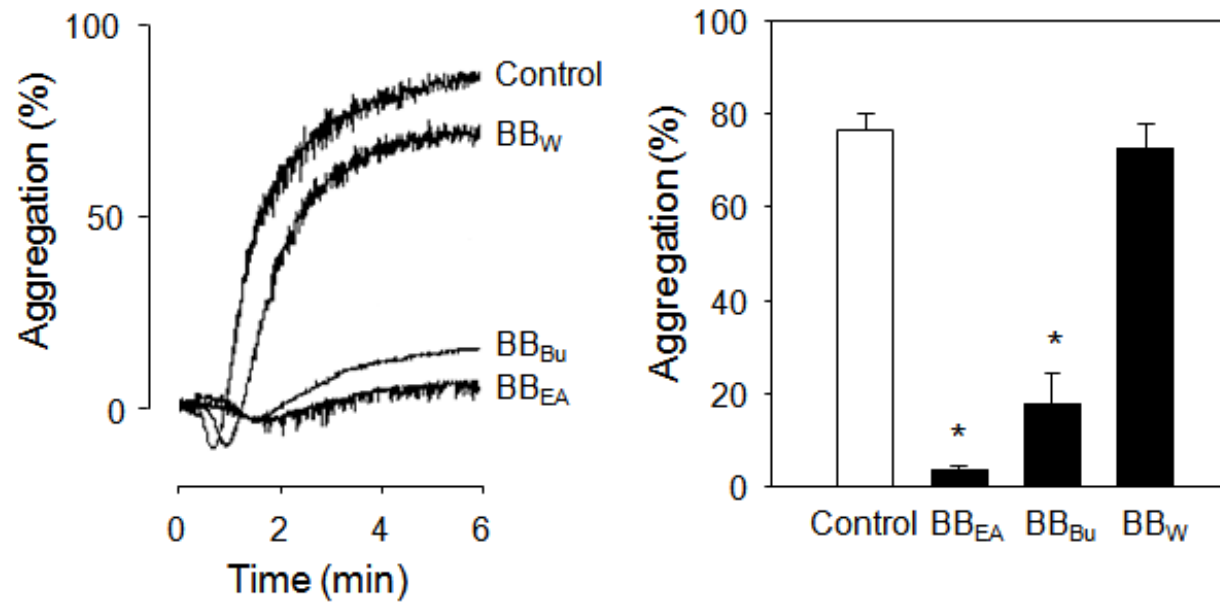 100
50
0
Aggregation (%)
0 2 4 6
Time (min)
Control
BBW
BBBu
BBEA
100
80
60
40
20
0
Aggregation (%)
*
*
Control BBEA BBBu BBW